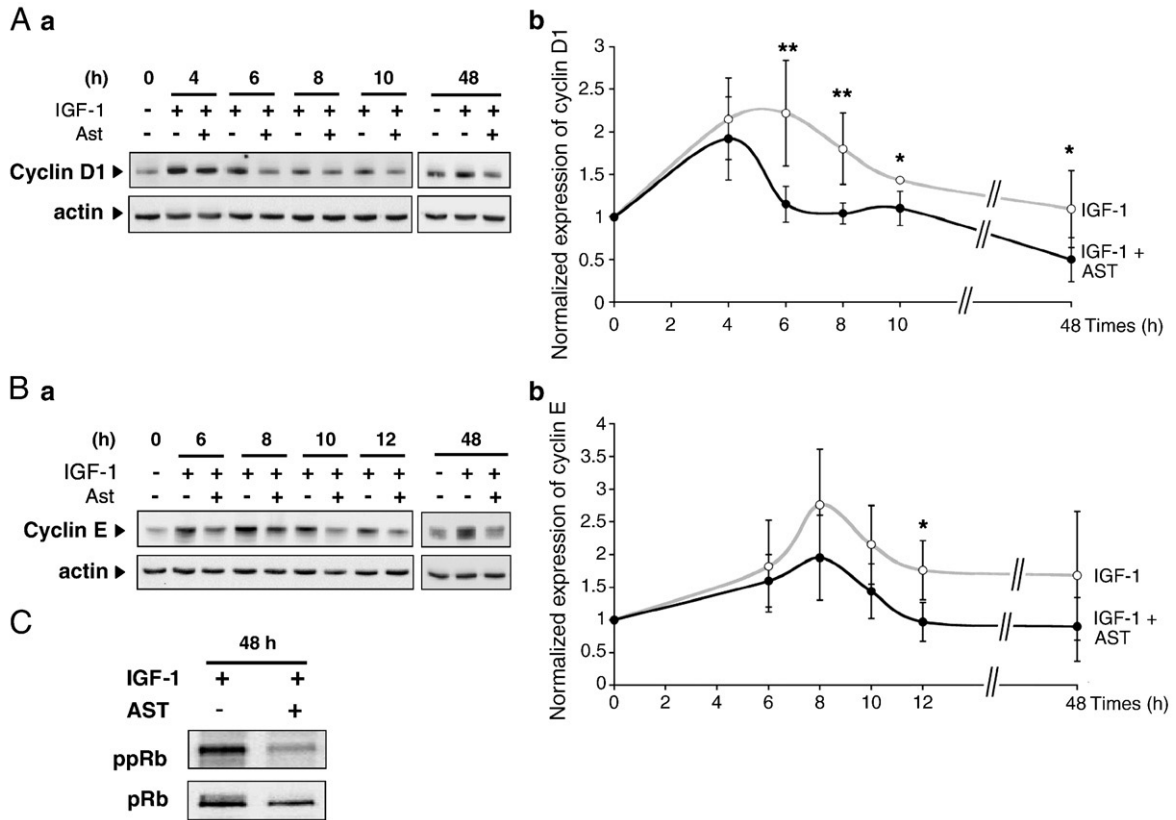 A a
(h) 0 4 6 8 10 48
IGF-1 - + + + + + + + + - + +
Ast - - + - + - + - + - - +
Cyclin D1
actin
b
Normalized expression of cyclin D1
3
2.5
2
1.5
1
0.5
0
** ** * *
IGF-1
IGF-1 +
AST
0 2 4 6 8 10 48 Times (h)
B a
(h) 0 6 8 10 12 48
IGF-1 - + + + + + + + + - + +
Ast - - + - + - + - + - - +
Cyclin E
actin
b
Normalized expression of cyclin E
4
3.5
3
2.5
2
1.5
1
0.5
0
*
IGF-1
IGF-1 +
AST
0 2 4 6 8 10 12 48 Times (h)
C
48 h
IGF-1 + +
AST - +
ppRb
pRb